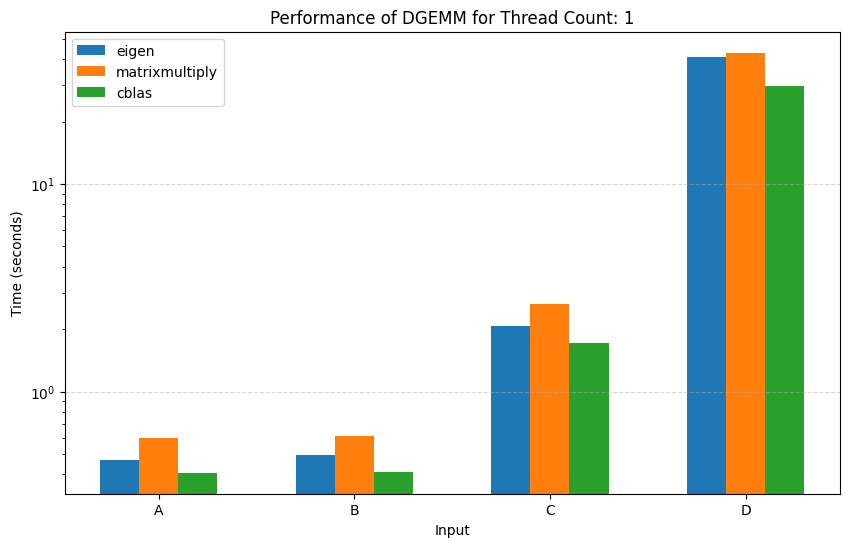 Performance of DGEMM for Thread Count: 1
eigen
matrixmultiply
cblas
Time (seconds)
10¹
10⁰
A B C D
Input